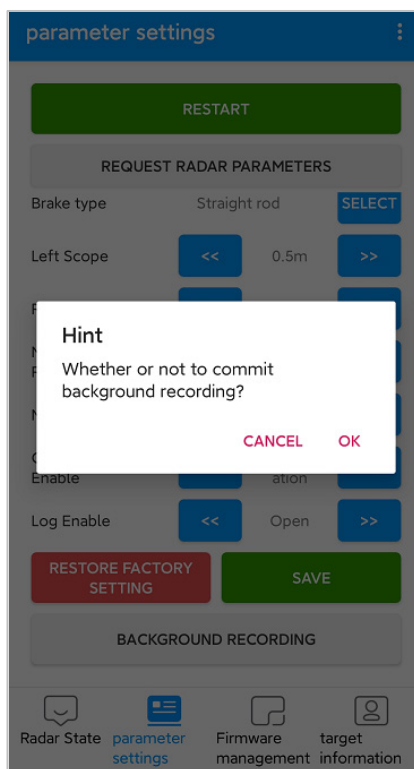 parameter settings
RESTART
REQUEST RADAR PARAMETERS
Brake type Straight rod SELECT
Left Scope << 0.5m >>
Hint
Whether or not to commit
background recording?
CANCEL OK
Enable ation
Log Enable << Open >>
RESTORE FACTORY
SETTING
SAVE
BACKGROUND RECORDING
Radar State
parameter
settings
Firmware
management
target
information